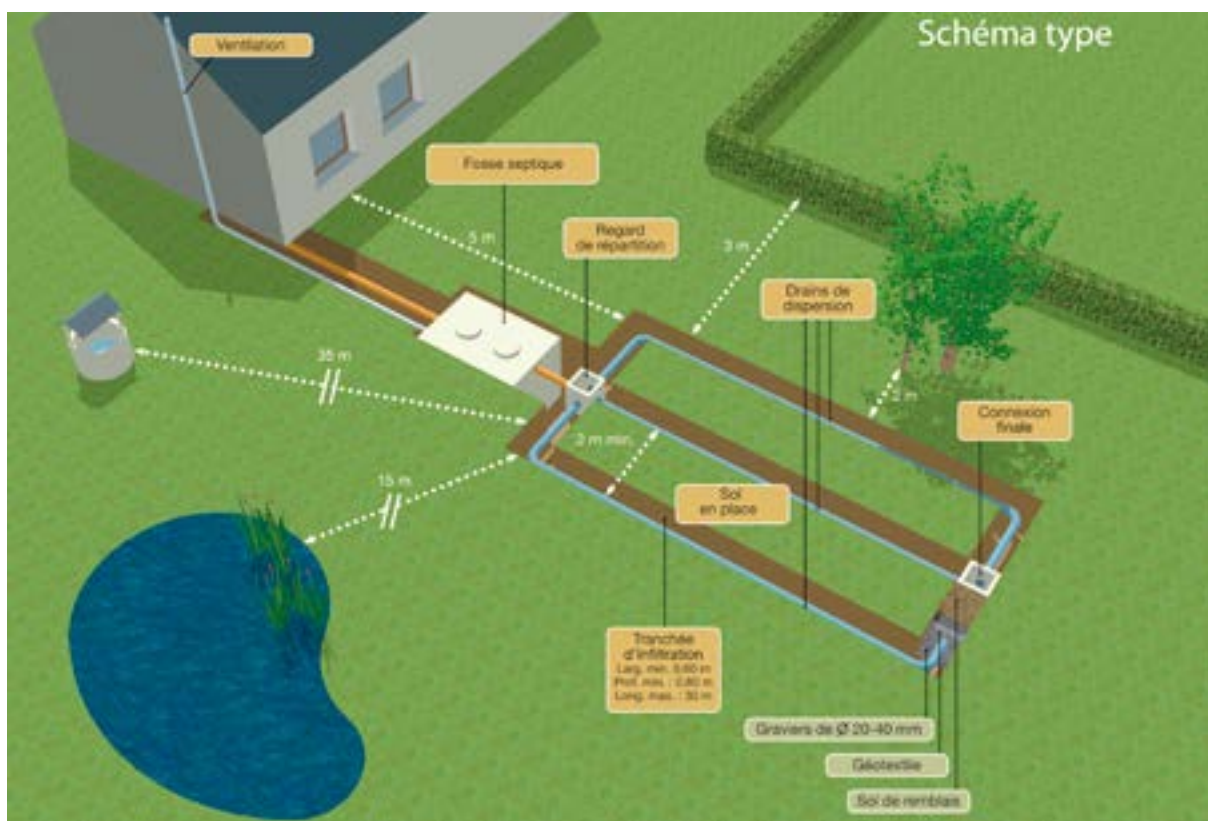 Schéma type
Ventilation
Fosse septique
Regard
de répartition
5 m
3 m
Drains de
dispersion
35 m
Connexion
finale
2 m min.
15 m
Sol
en place
Tranchée
d'infiltration
Larg. min. 0.60 m
Prof. min. : 0.60 m
Long. max. : 30 m
Graviers de Ø 20-40 mm
Géotextile
Sol de remblais